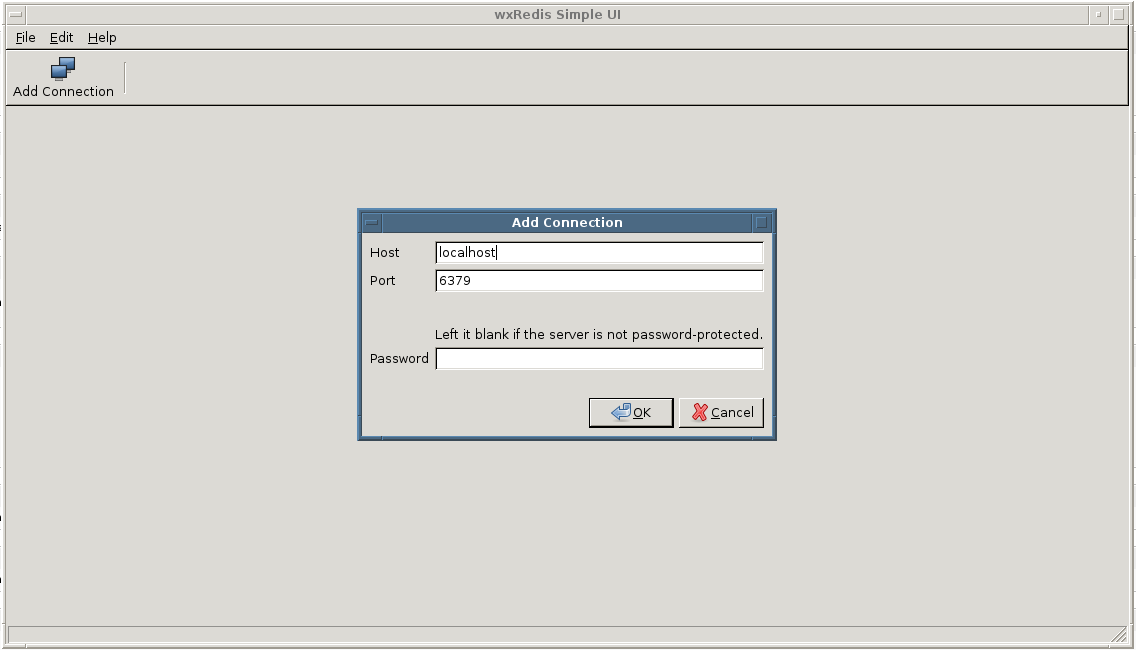 wxRedis Simple UI
File Edit Help
Add Connection
Add Connection
Host localhost
Port 6379
Left it blank if the server is not password-protected.
Password
OK Cancel